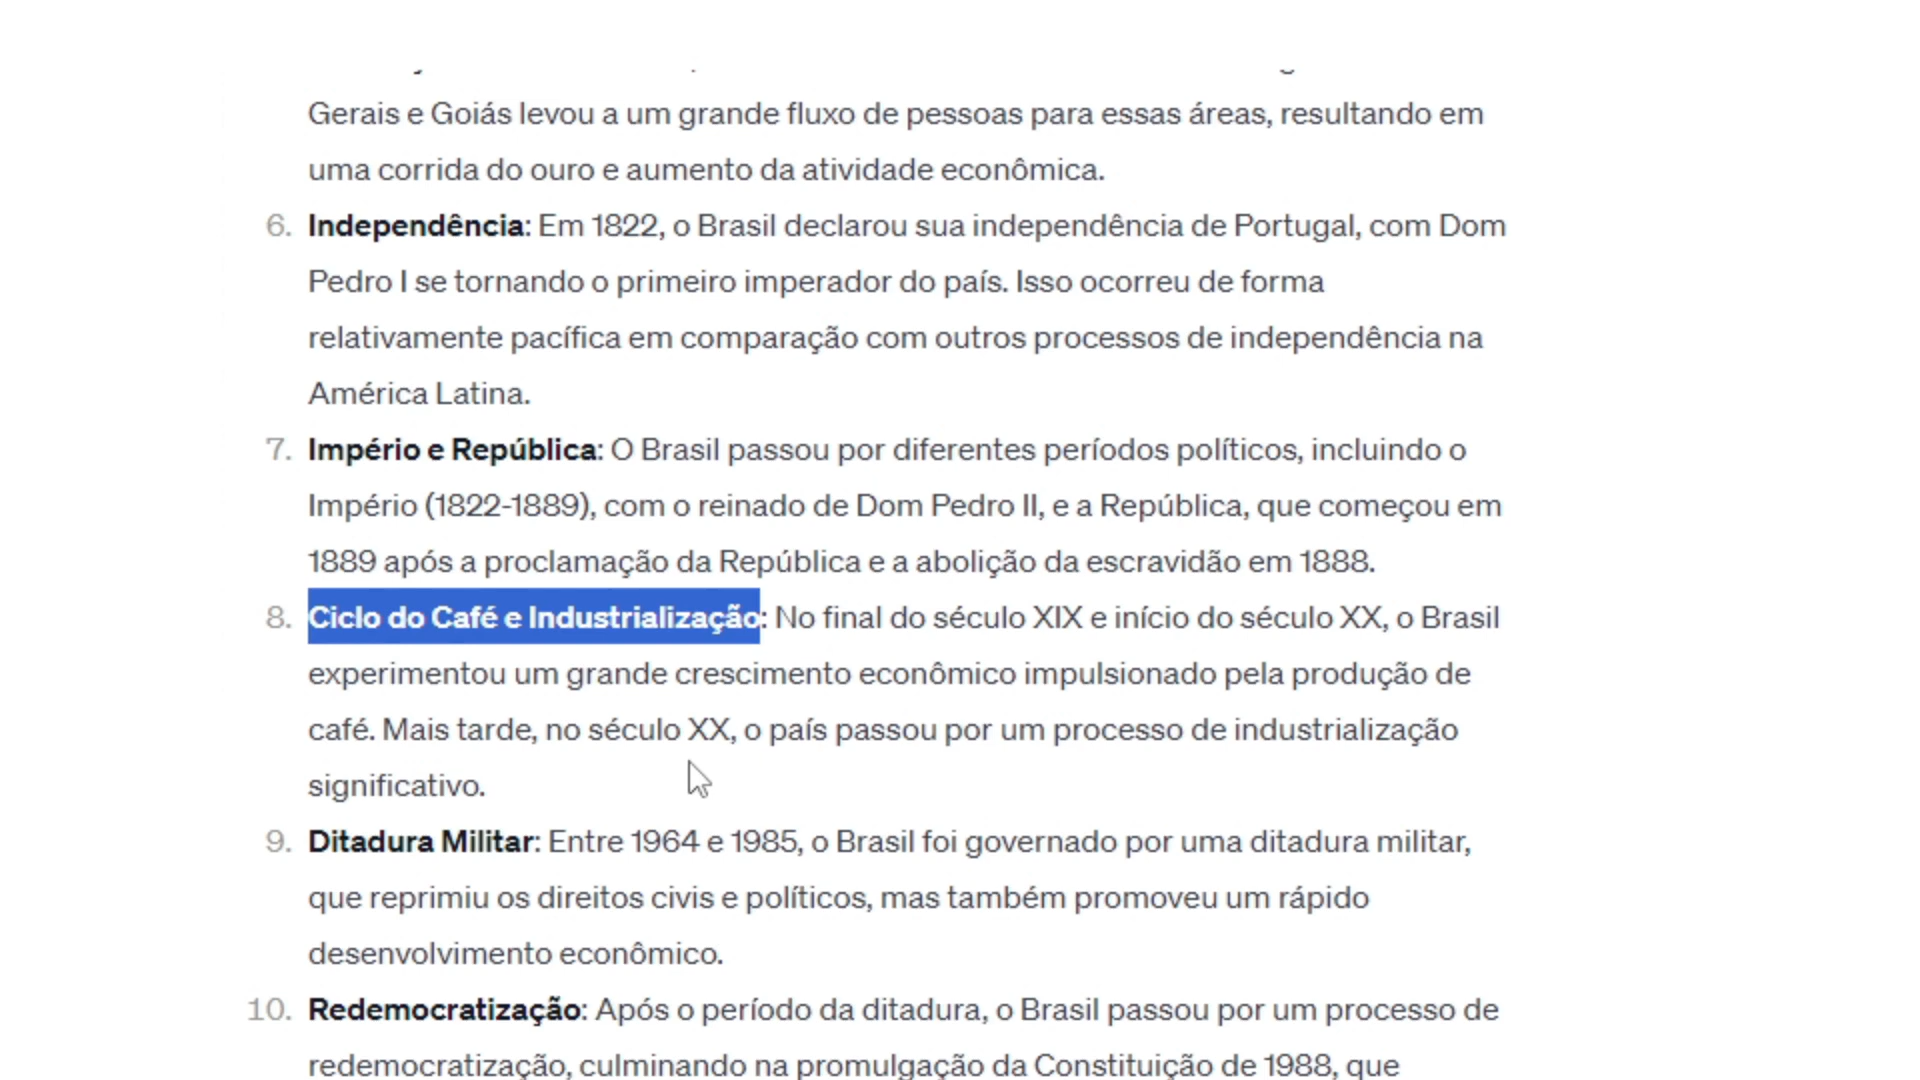 Gerais e Goiás levou a um grande fluxo de pessoas para essas áreas, resultando em
uma corrida do ouro e aumento da atividade econômica.
6. Independência: Em 1822, o Brasil declarou sua independência de Portugal, com Dom
Pedro I se tornando o primeiro imperador do país. Isso ocorreu de forma
relativamente pacífica em comparação com outros processos de independência na
América Latina.
7. Império e República: O Brasil passou por diferentes períodos políticos, incluindo o
Império (1822-1889), com o reinado de Dom Pedro II, e a República, que começou em
1889 após a proclamação da República e a abolição da escravidão em 1888.
8. Ciclo do Café e Industrialização: No final do século XIX e início do século XX, o Brasil
experimentou um grande crescimento econômico impulsionado pela produção de
café. Mais tarde, no século XX, o país passou por um processo de industrialização
significativo.
9. Ditadura Militar: Entre 1964 e 1985, o Brasil foi governado por uma ditadura militar,
que reprimiu os direitos civis e políticos, mas também promoveu um rápido
desenvolvimento econômico.
10. Redemocratização: Após o período da ditadura, o Brasil passou por um processo de
redemocratização, culminando na promulgação da Constituição de 1988, que